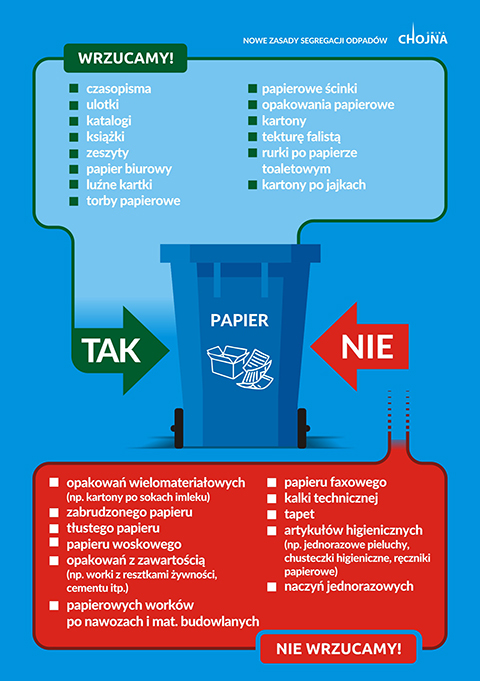 NOWE ZASADY SEGREGACJI ODPADÓW
CHOJNA
WRZUCAMY!
czasopisma
ulotki
katalogi
książki
zeszyty
papier biurowy
luźne kartki
torby papierowe
papierowe ścinki
opakowania papierowe
kartony
tekturę falistą
rurki po papierze
toaletowym
kartony po jajkach
PAPIER
TAK
NIE
opakowań wielomateriałowych
(np. kartony po sokach imleku)
zabrudzonego papieru
tłustego papieru
papieru woskowego
opakowań z zawartością
(np. worki z resztkami żywności,
cementu itp.)
papierowych worków
po nawozach i mat. budowlanych
papieru faxowego
kalki technicznej
tapet
artykułów higienicznych
(np. jednorazowe pieluchy,
chusteczki higieniczne, ręczniki
papierowe)
naczyń jednorazowych
NIE WRZUCAMY!